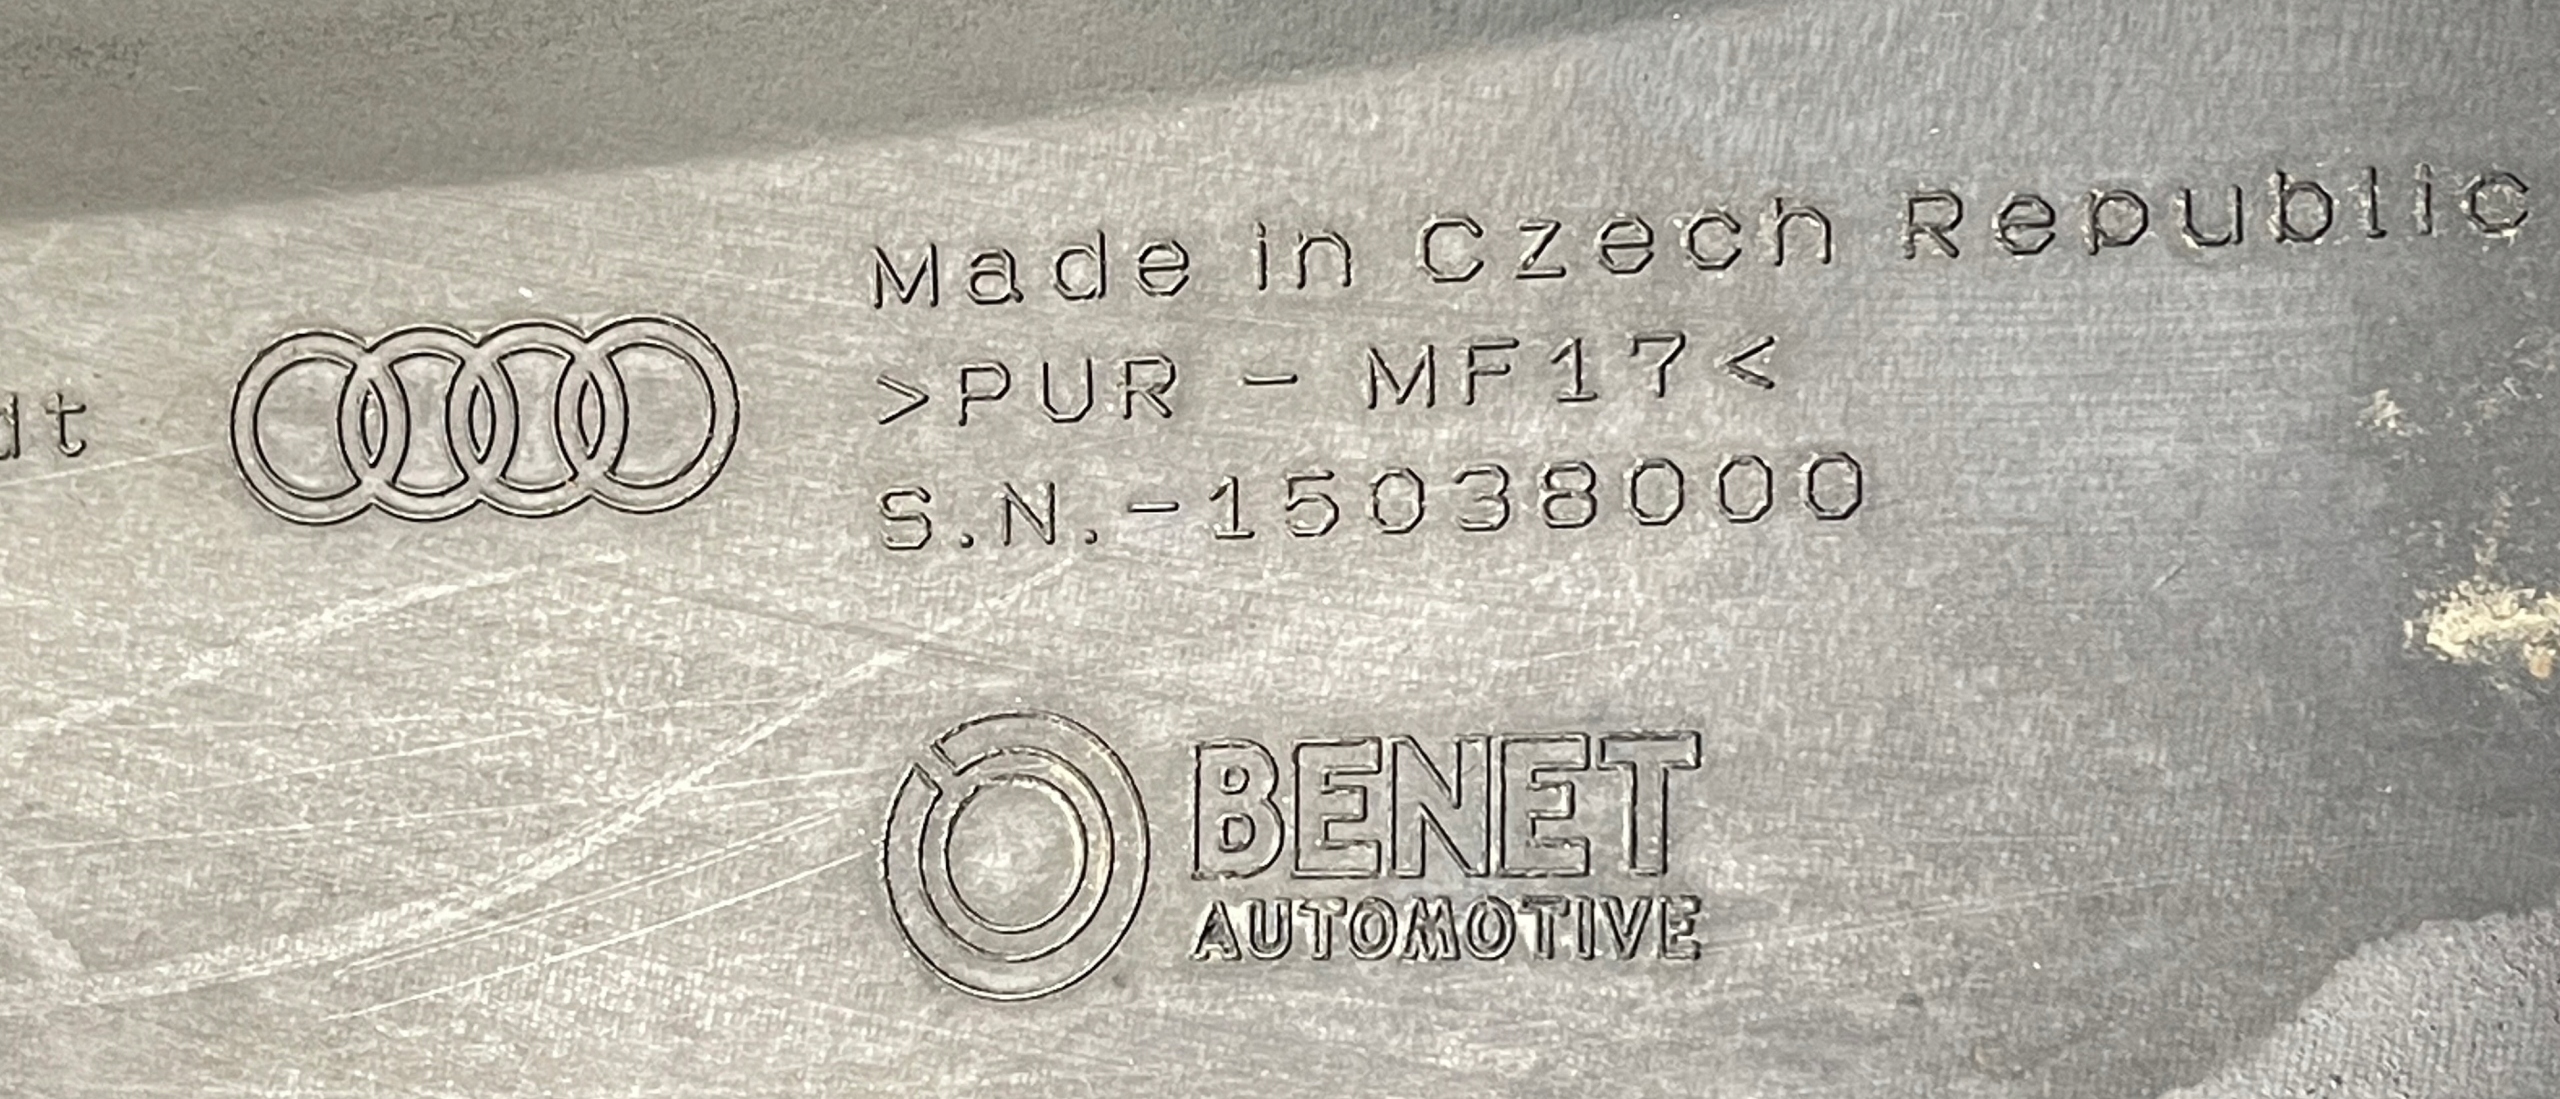 Made in Czech Republic
>PUR - MF17<
S.N.-15038000
BENET
AUTOMOTIVE